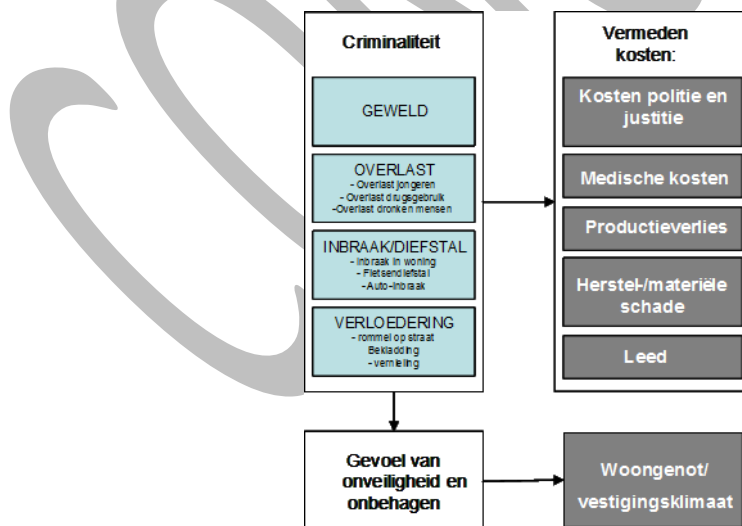 Criminaliteit
GEWELD
OVERLAST
- Overlast jongeren
- Overlast drugsgebruik
-Overlast dronken mensen
INBRAAK/DIEFSTAL
- Inbraak in woning
- Fietsendiefstal
- Auto-inbraak
VERLOEDERING
- rommel op straat
Bekladding
- vernieling
Vermeden
kosten:
Kosten politie en
justitie
Medische kosten
Productieverlies
Herstel-/materiële
schade
Leed
Gevoel van
onveiligheid en
onbehagen
Woongenot/
vestigingsklimaat